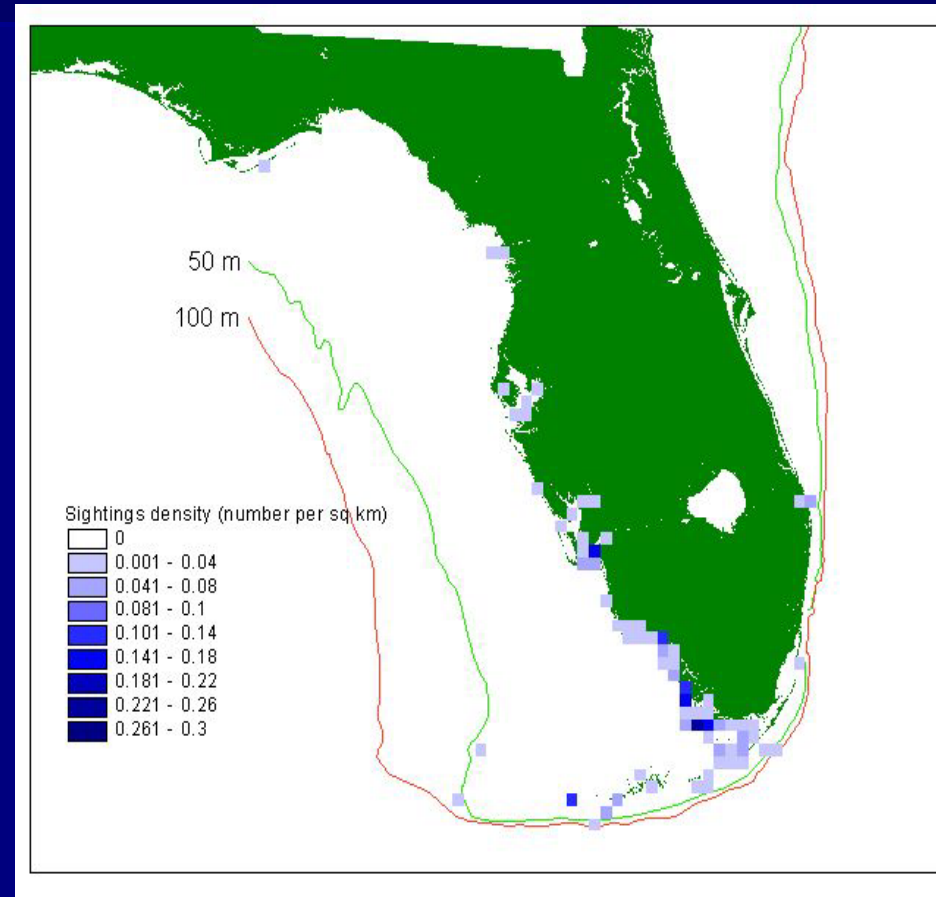 50 m
100 m
Sightings density (number per sq km)
0
0.001 - 0.04
0.041 - 0.08
0.081 - 0.1
0.101 - 0.14
0.141 - 0.18
0.181 - 0.22
0.221 - 0.26
0.261 - 0.3